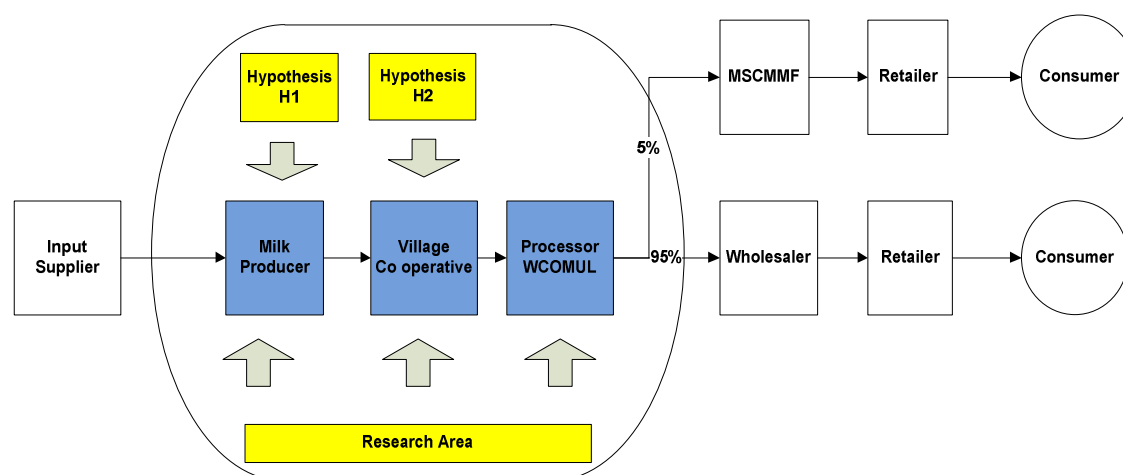 Hypothesis
H1
Hypothesis
H2
MSCMMF
Retailer
Consumer
5%
Input
Supplier
Milk
Producer
Village
Co operative
Processor
WCOMUL
95%
Wholesaler
Retailer
Consumer
Research Area